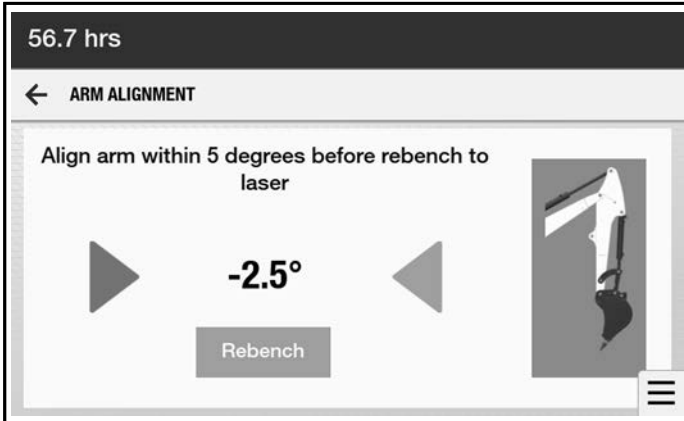 56.7 hrs
ARM ALIGNMENT
Align arm within 5 degrees before rebench to
laser
-2.5°
Rebench